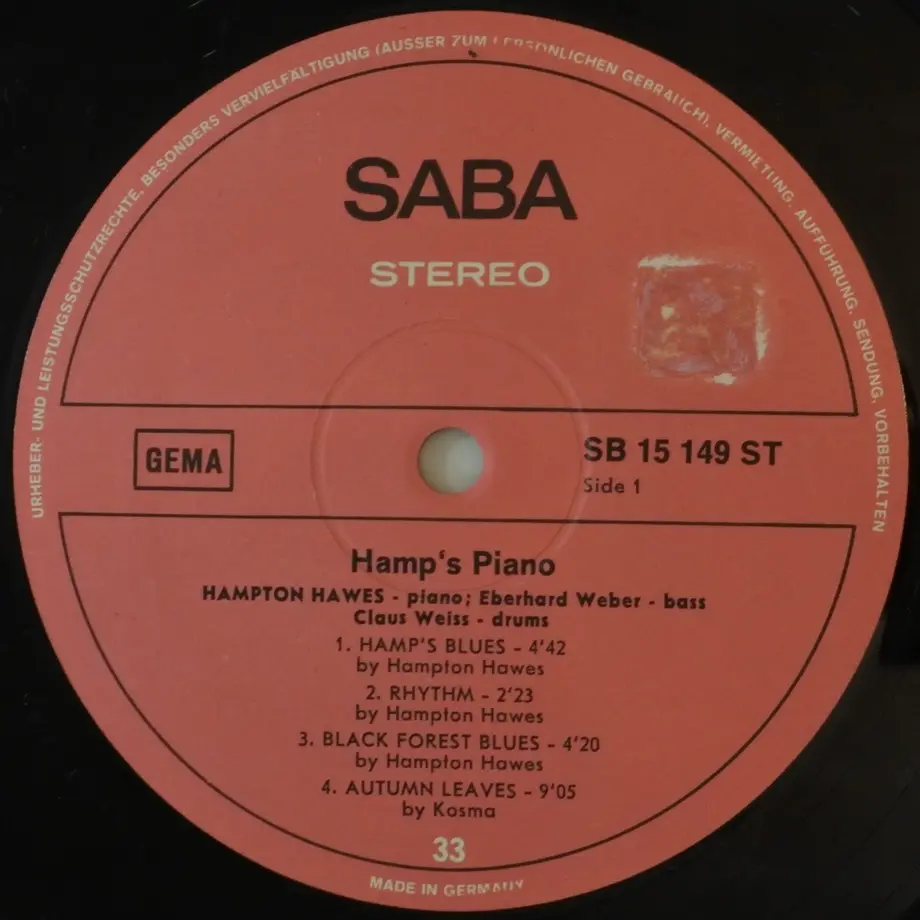 URHEBER- UND LEISTUNGSSCHUTZRECHTE, BESONDERS VERVIELFÄLTIGUNG (AUSSER ZUM PERSÖNLICHEN GEBRAUCH), VERMIETUNG, AUFFÜHRUNG, SENDUNG, VORBEHALTEN
SABA
STEREO
GEMA
SB 15 149 ST
Side 1
Hamp's Piano
HAMPTON HAWES - piano; Eberhard Weber - bass
Claus Weiss - drums
1. HAMP'S BLUES - 4'42
by Hampton Hawes
2. RHYTHM - 2'23
by Hampton Hawes
3. BLACK FOREST BLUES - 4'20
by Hampton Hawes
4. AUTUMN LEAVES - 9'05
by Kosma
33
MADE IN GERMANY